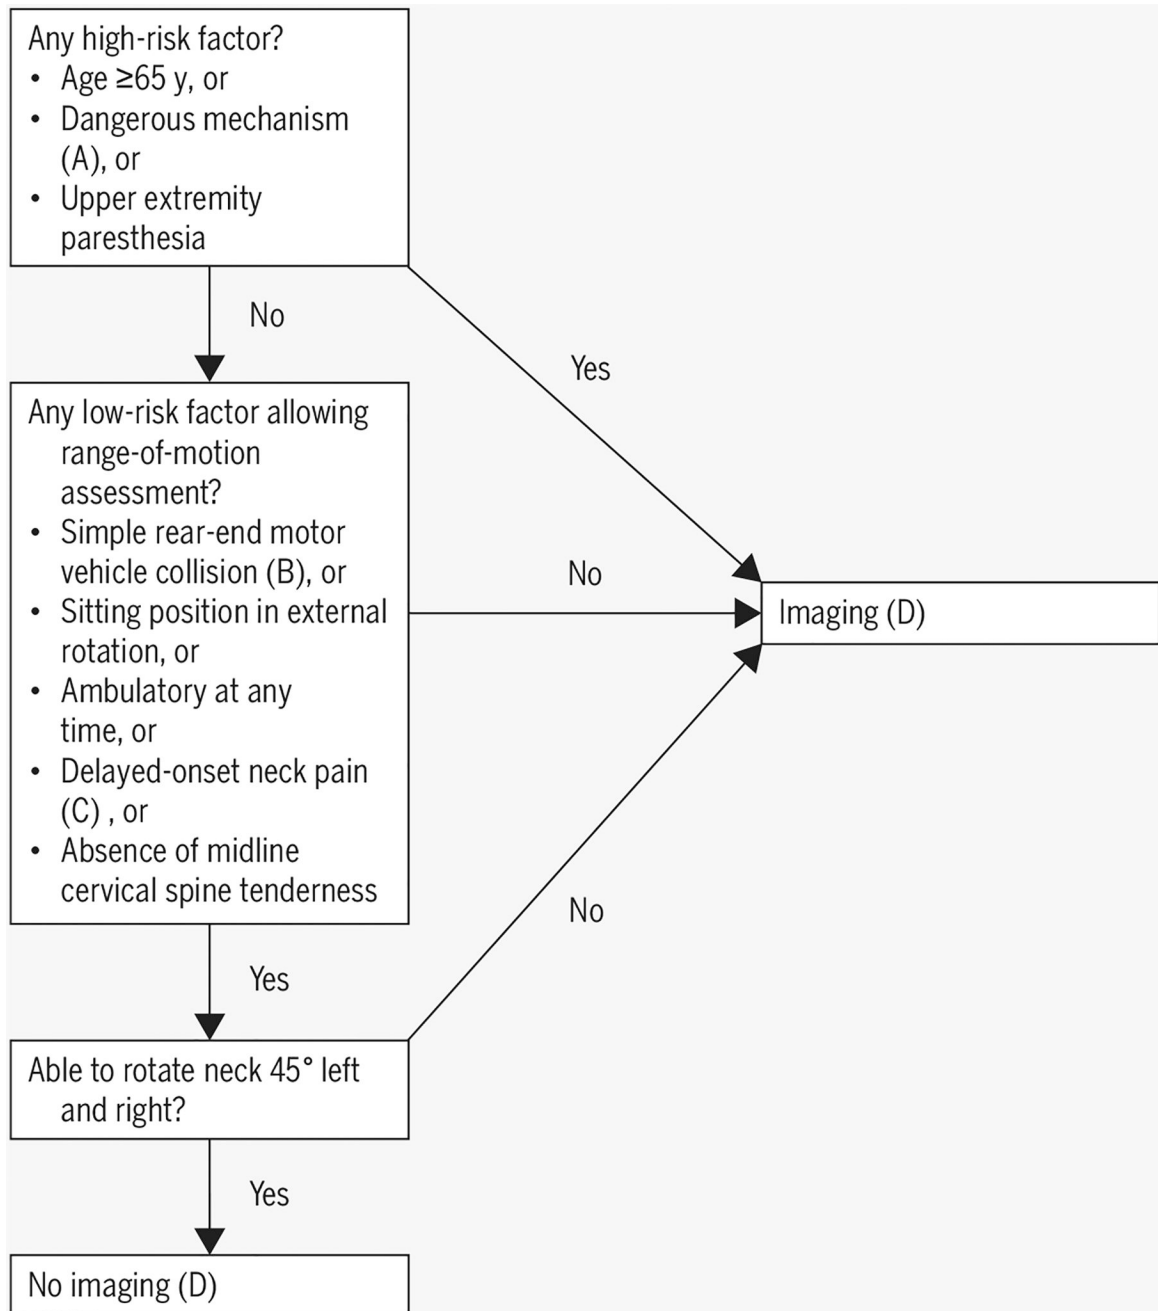 Any high-risk factor?
• Age ≥65 y, or
• Dangerous mechanism
(A), or
• Upper extremity
paresthesia
No
Yes
Any low-risk factor allowing
range-of-motion
assessment?
• Simple rear-end motor
vehicle collision (B), or
• Sitting position in external
rotation, or
• Ambulatory at any
time, or
• Delayed-onset neck pain
(C) , or
• Absence of midline
cervical spine tenderness
No
Imaging (D)
No
Yes
Able to rotate neck 45° left
and right?
Yes
No imaging (D)